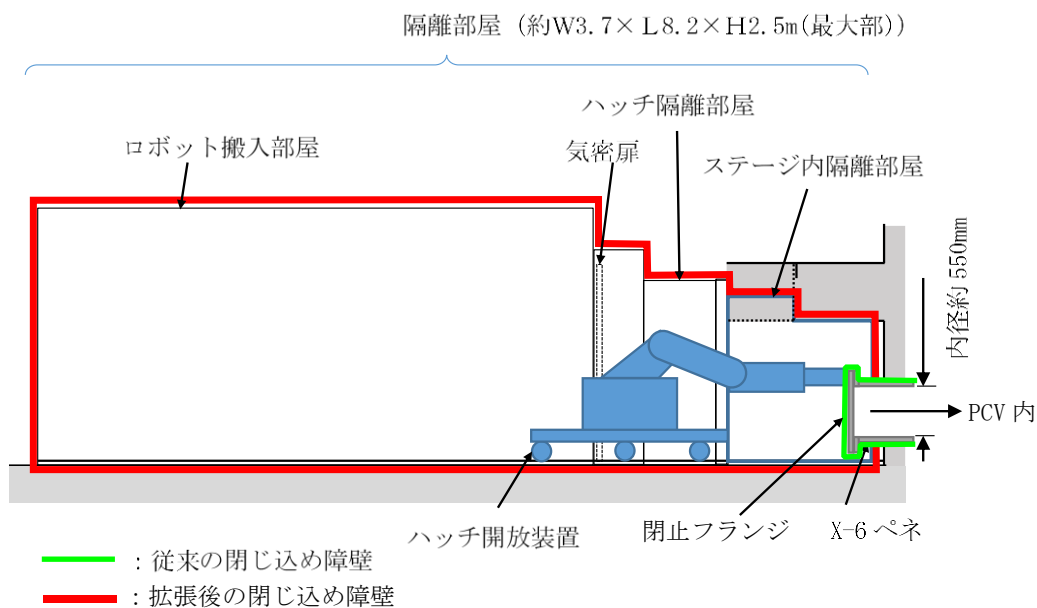 隔離部屋 (約W3.7×L8.2×H2.5m(最大部))
ハッチ隔離部屋
ロボット搬入部屋
気密扉
ステージ内隔離部屋
内径約 550mm
PCV 内
ハッチ開放装置
閉止フランジ
X-6 ペネ
：従来の閉じ込め障壁
：拡張後の閉じ込め障壁